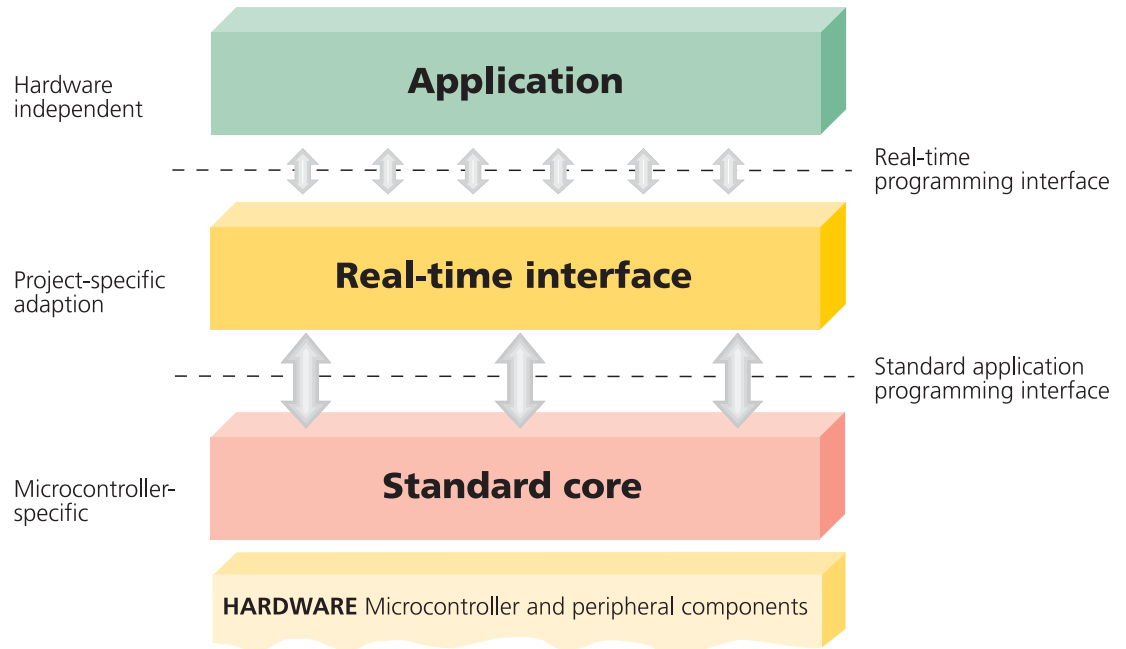 Application
Hardware
independent
Real-time
programming interface
Real-time interface
Project-specific
adaption
Standard application
programming interface
Standard core
Microcontroller-
specific
HARDWARE Microcontroller and peripheral components